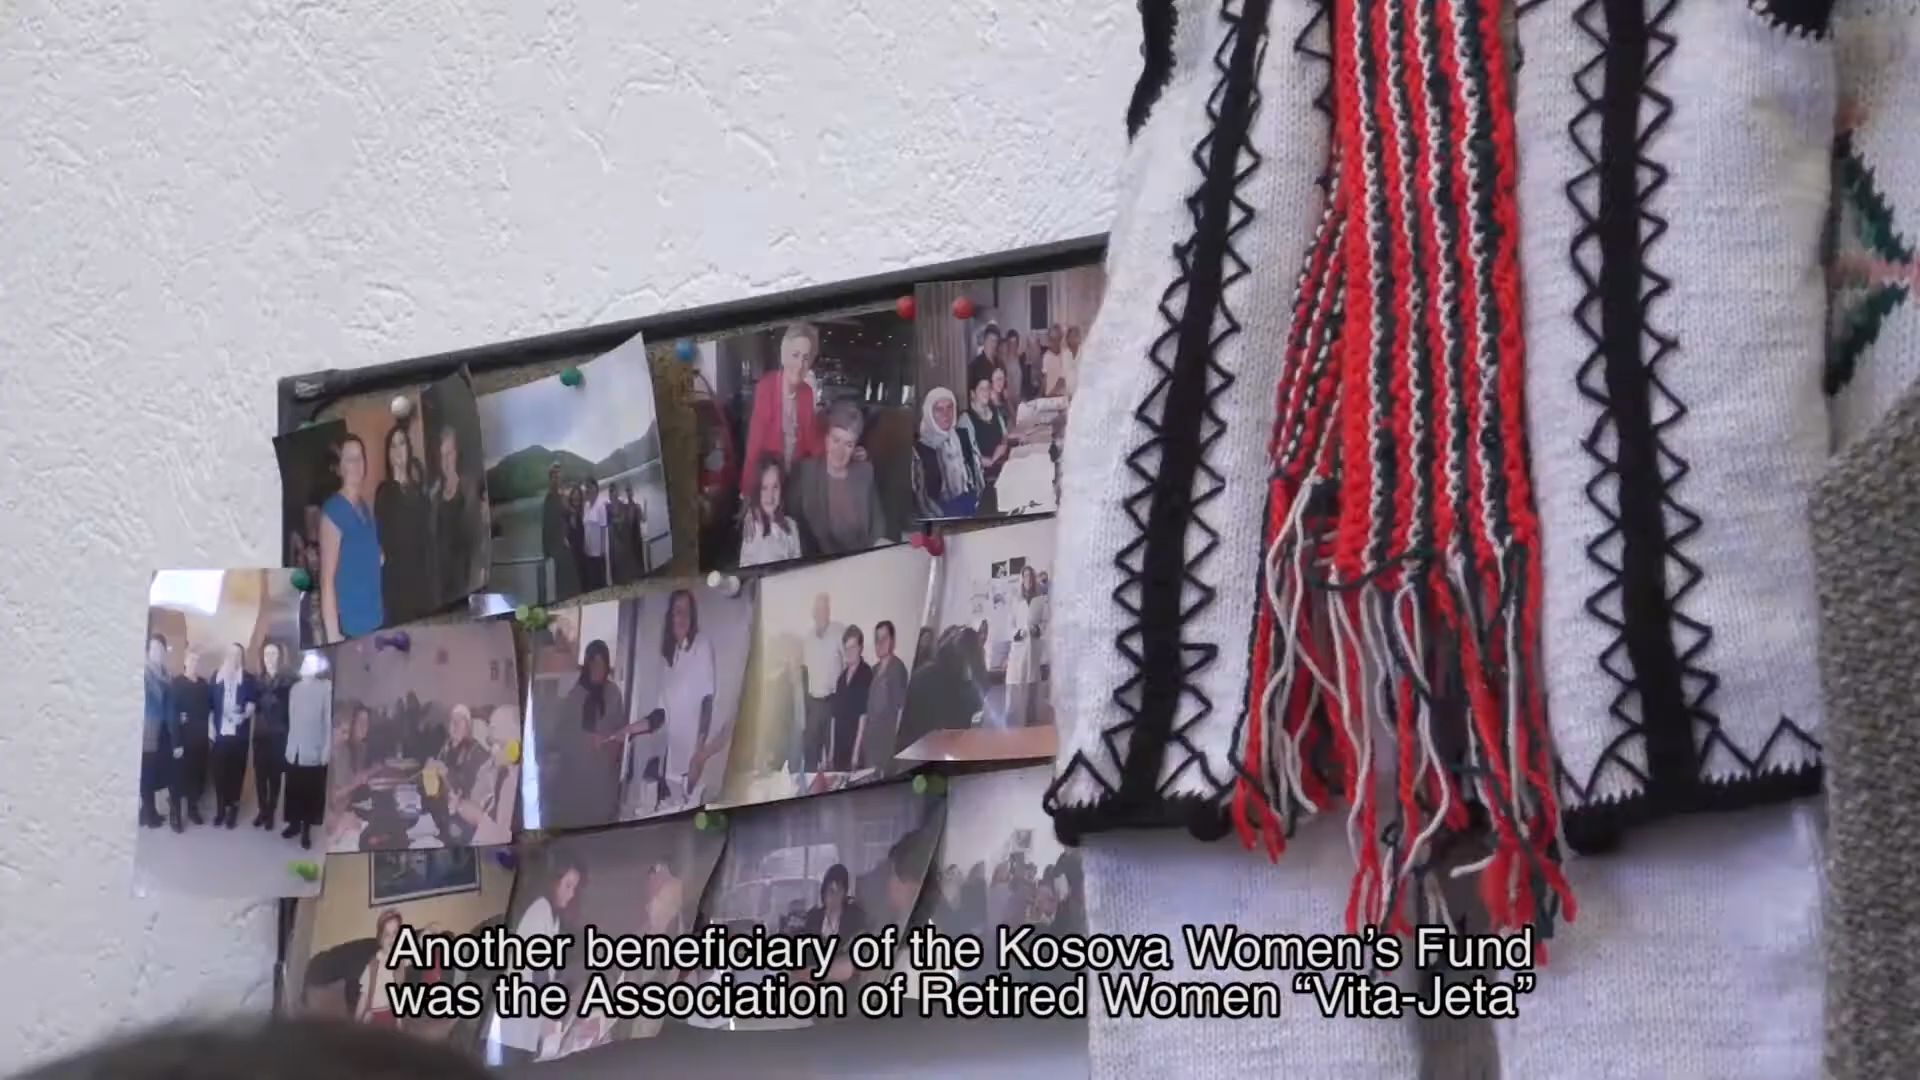 Another beneficiary of the Kosova Women’s Fund
was the Association of Retired Women “Vita-Jeta”